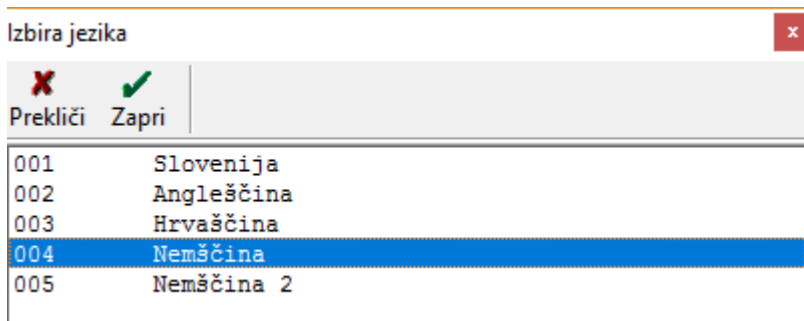 Izbira jezika
x
Prekliči Zapri
001 Slovenija
002 Angleščina
003 Hrvaščina
004 Nemščina
005 Nemščina 2